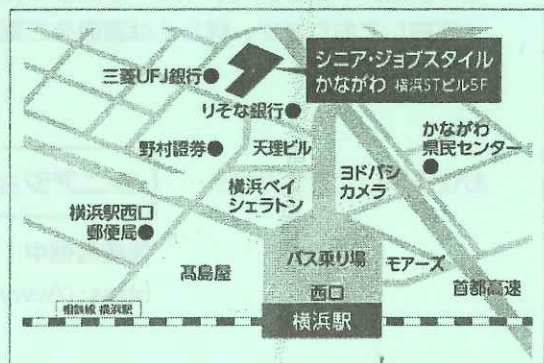 シニア・ジョブスタイル
かながわ 横浜STビル5F
三菱UFJ銀行
りそな銀行
かながわ
県民センター
野村證券
天理ビル
ヨドバシ
カメラ
横浜ベイ
シェラトン
横浜駅西口
郵便局
髙島屋
バス乗り場
モアーズ
首都高速
西口
相鉄線 横浜駅
横浜駅